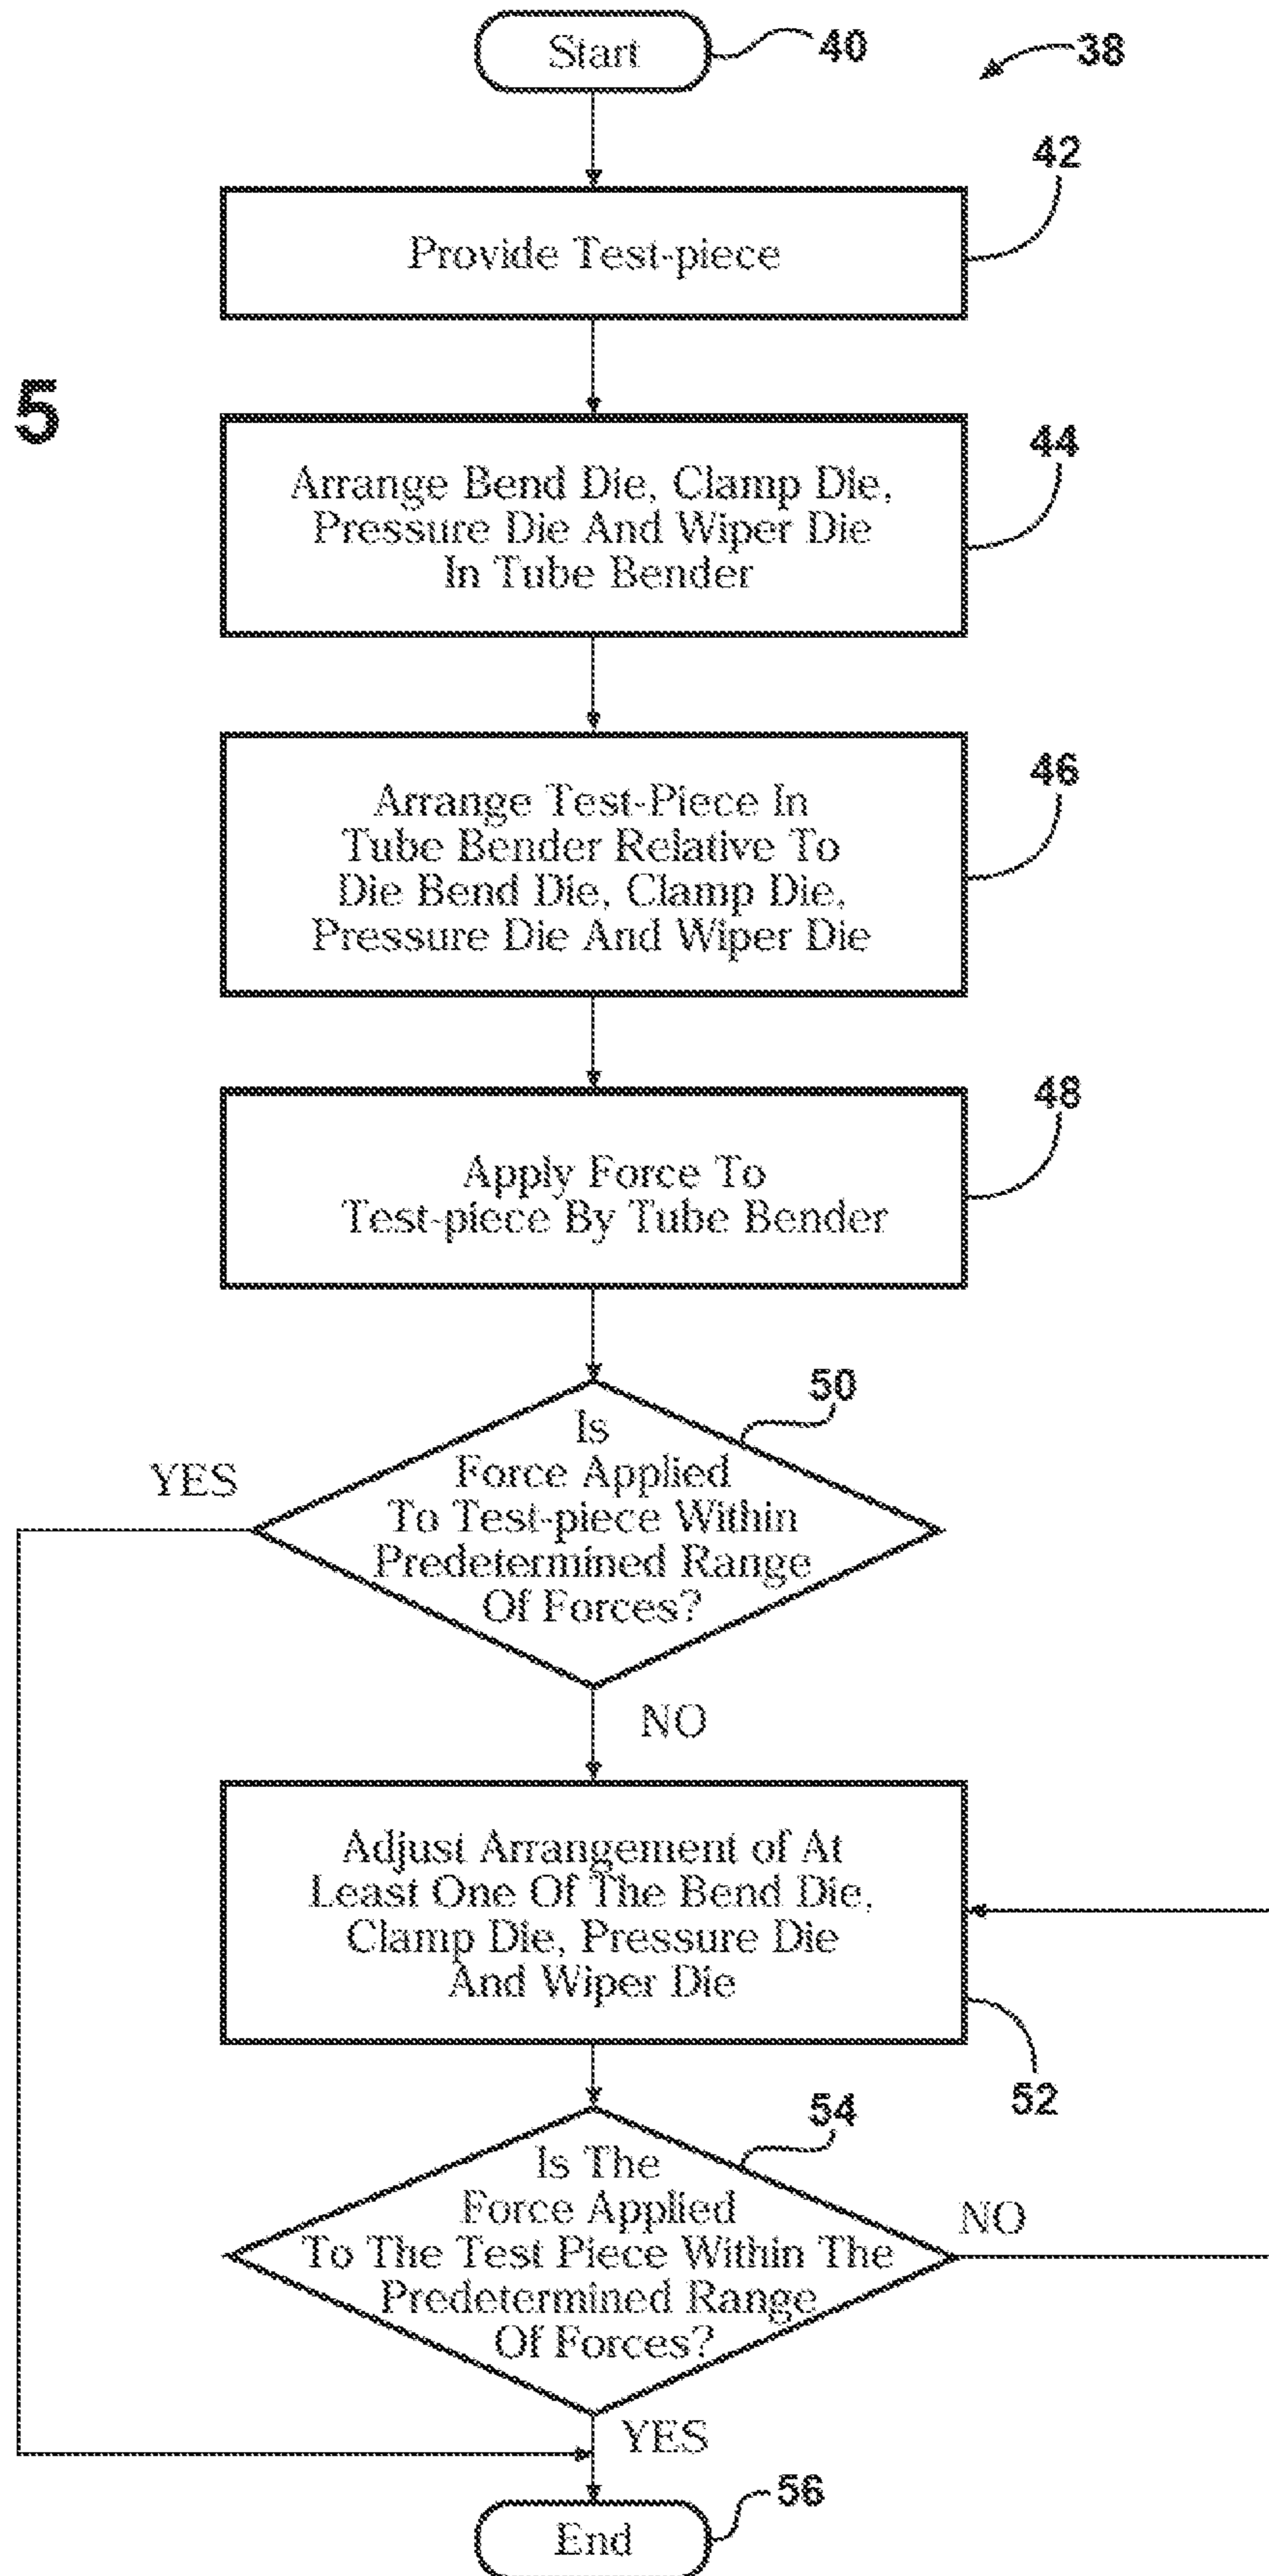 Start
40
38
42
Provide Test-piece
5
44
Arrange Bend Die, Clamp Die,
Pressure Die And Wiper Die
In Tube Bender
46
Arrange Test-Piece In
Tube Bender Relative To
Die Bend Die, Clamp Die,
Pressure Die And Wiper Die
48
Apply Force To
Test-piece By Tube Bender
50
YES
Is
Force Applied
To Test-piece Within
Predetermined Range
Of Forces?
NO
Adjust Arrangement of At
Least One Of The Bend Die,
Clamp Die, Pressure Die
And Wiper Die
52
54
Is The
Force Applied
To The Test Piece Within The
Predetermined Range
Of Forces?
NO
YES
56
End